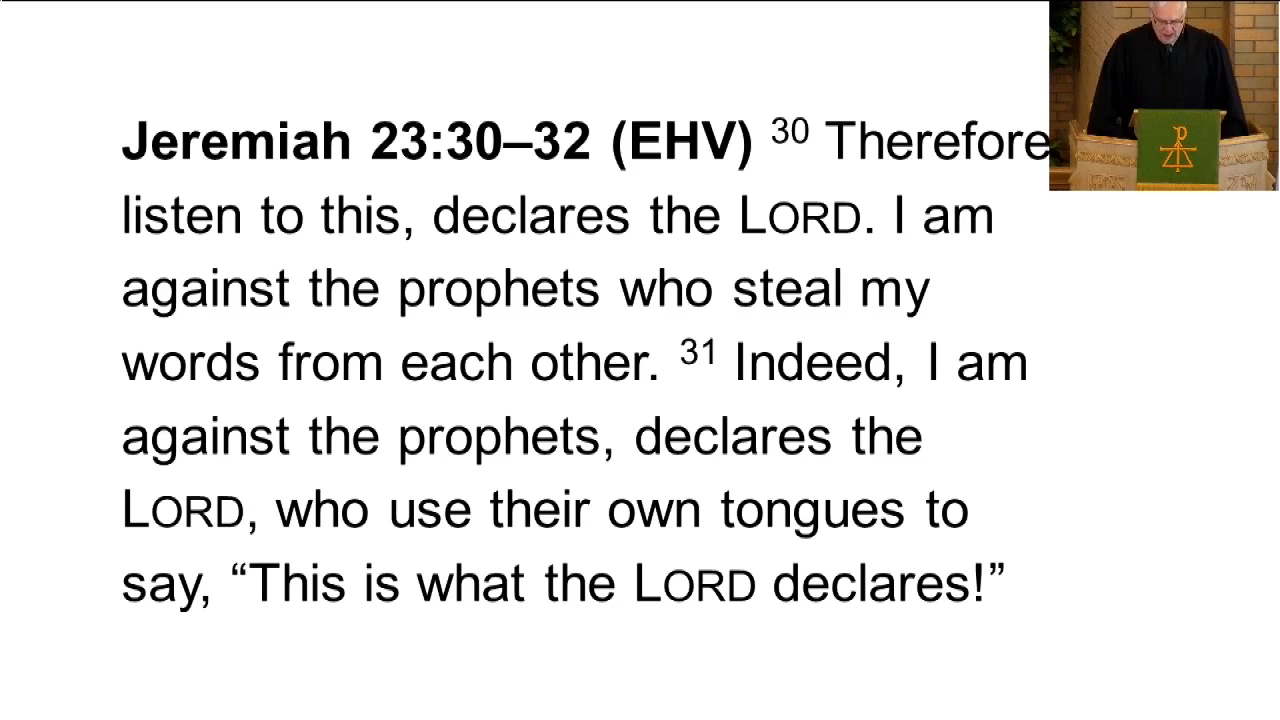 Jeremiah 23:30–32 (EHV) ³⁰ Therefore
listen to this, declares the LORD. I am
against the prophets who steal my
words from each other. ³¹ Indeed, I am
against the prophets, declares the
LORD, who use their own tongues to
say, “This is what the LORD declares!”